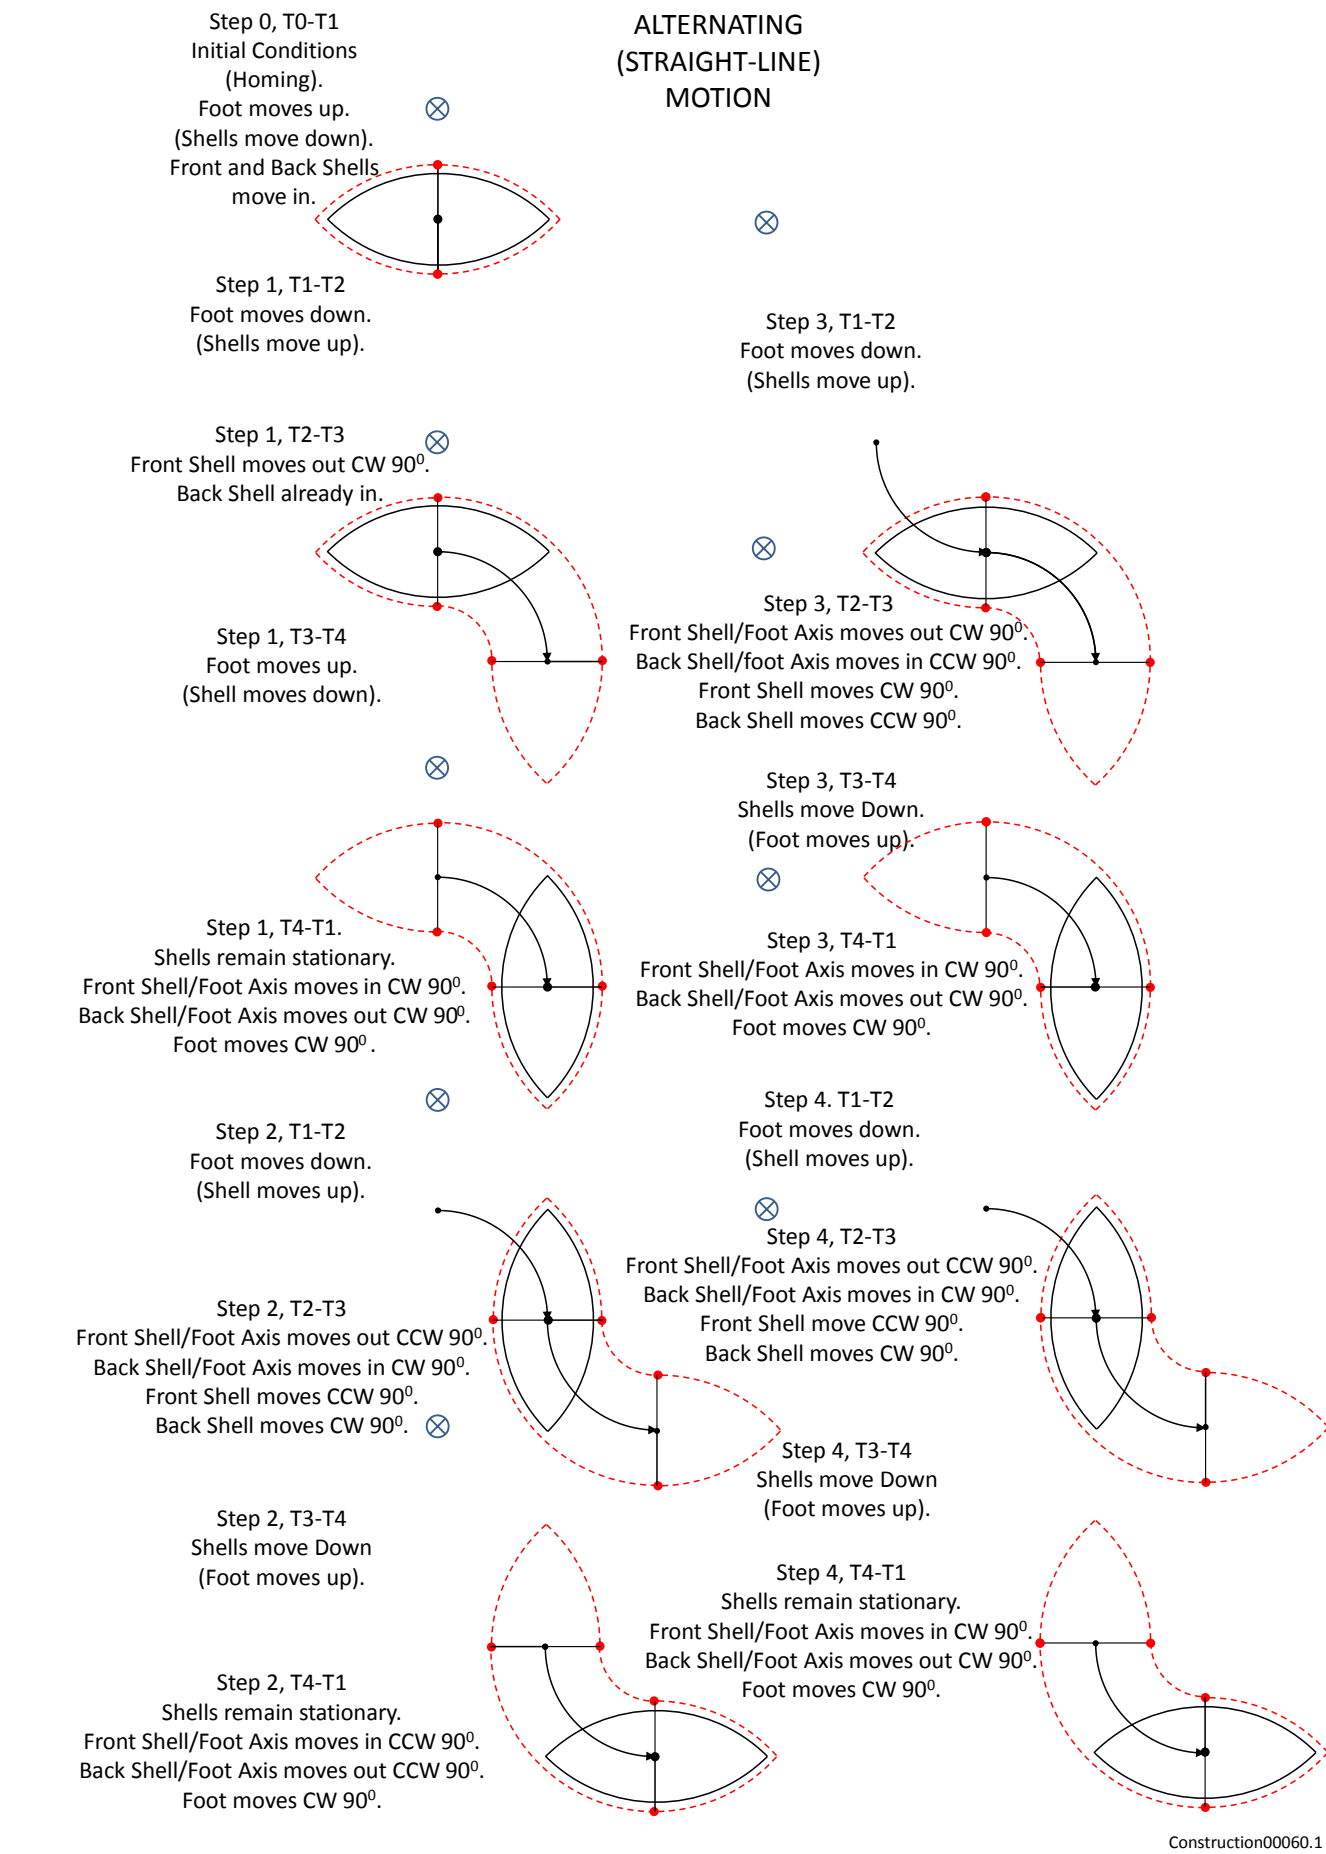 Step 0, T0-T1
Initial Conditions
(Homing).
Foot moves up.
(Shells move down).
Front and Back Shells
move in.
ALTERNATING
(STRAIGHT-LINE)
MOTION
Step 1, T1-T2
Foot moves down.
(Shells move up).
Step 1, T2-T3
Front Shell moves out CW 90⁰.
Back Shell already in.
Step 1, T3-T4
Foot moves up.
(Shell moves down).
Step 1, T4-T1.
Shells remain stationary.
Front Shell/Foot Axis moves in CW 90⁰.
Back Shell/Foot Axis moves out CW 90⁰.
Foot moves CW 90⁰ .
Step 2, T1-T2
Foot moves down.
(Shell moves up).
Step 2, T2-T3
Front Shell/Foot Axis moves out CCW 90⁰.
Back Shell/Foot Axis moves in CW 90⁰.
Front Shell moves CCW 90⁰.
Back Shell moves CW 90⁰.
Step 2, T3-T4
Shells move Down
(Foot moves up).
Step 2, T4-T1
Shells remain stationary.
Front Shell/Foot Axis moves in CCW 90⁰.
Back Shell/Foot Axis moves out CCW 90⁰.
Foot moves CW 90⁰.
Step 3, T1-T2
Foot moves down.
(Shells move up).
Step 3, T2-T3
Front Shell/Foot Axis moves out CW 90⁰.
Back Shell/foot Axis moves in CCW 90⁰.
Front Shell moves CW 90⁰.
Back Shell moves CCW 90⁰.
Step 3, T3-T4
Shells move Down.
(Foot moves up).
Step 3, T4-T1
Front Shell/Foot Axis moves in CW 90⁰.
Back Shell/Foot Axis moves out CW 90⁰.
Foot moves CW 90⁰.
Step 4. T1-T2
Foot moves down.
(Shell moves up).
Step 4, T2-T3
Front Shell/Foot Axis moves out CCW 90⁰.
Back Shell/Foot Axis moves in CW 90⁰.
Front Shell move CCW 90⁰.
Back Shell moves CW 90⁰.
Step 4, T3-T4
Shells move Down
(Foot moves up).
Step 4, T4-T1
Shells remain stationary.
Front Shell/Foot Axis moves in CW 90⁰.
Back Shell/Foot Axis moves out CW 90⁰.
Foot moves CW 90⁰.
Construction00060.1